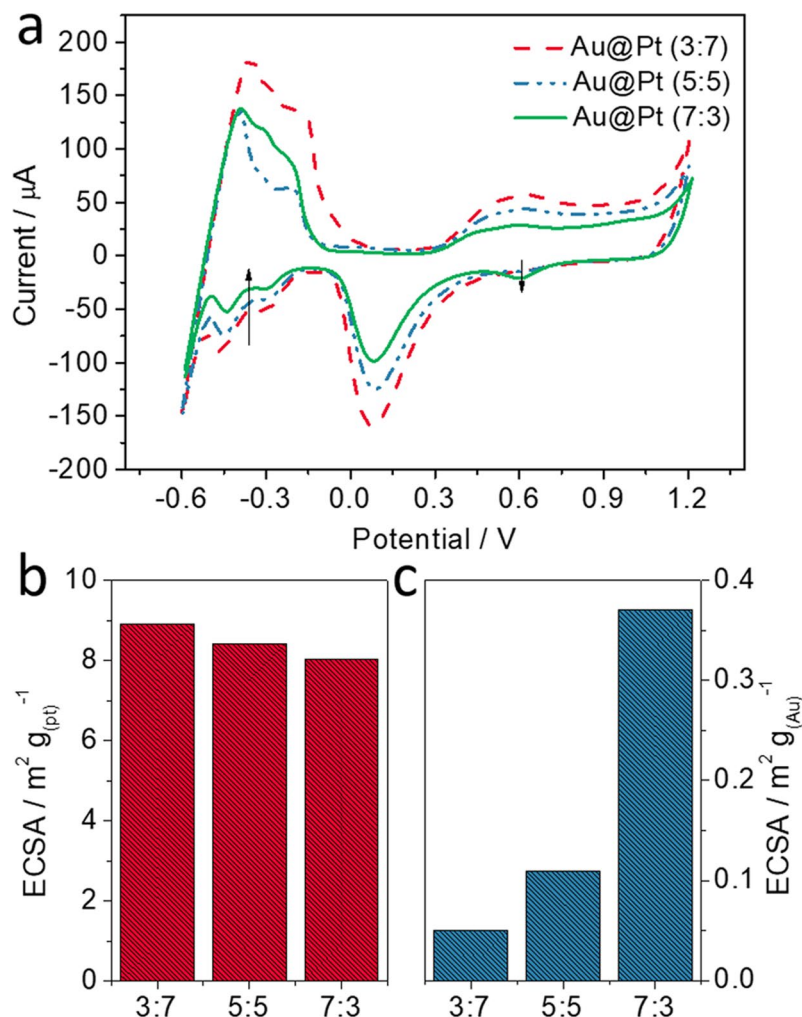 a
200
150
100
50
0
-50
-100
-150
-200
Current / μA
Au@Pt (3:7)
Au@Pt (5:5)
Au@Pt (7:3)
-0.6 -0.3 0.0 0.3 0.6 0.9 1.2
Potential / V
b
10
8
6
4
2
0
ECSA / m² g(pt)⁻¹
3:7 5:5 7:3
c
0.4
0.3
0.2
0.1
0.0
ECSA / m² g(Au)⁻¹
3:7 5:5 7:3